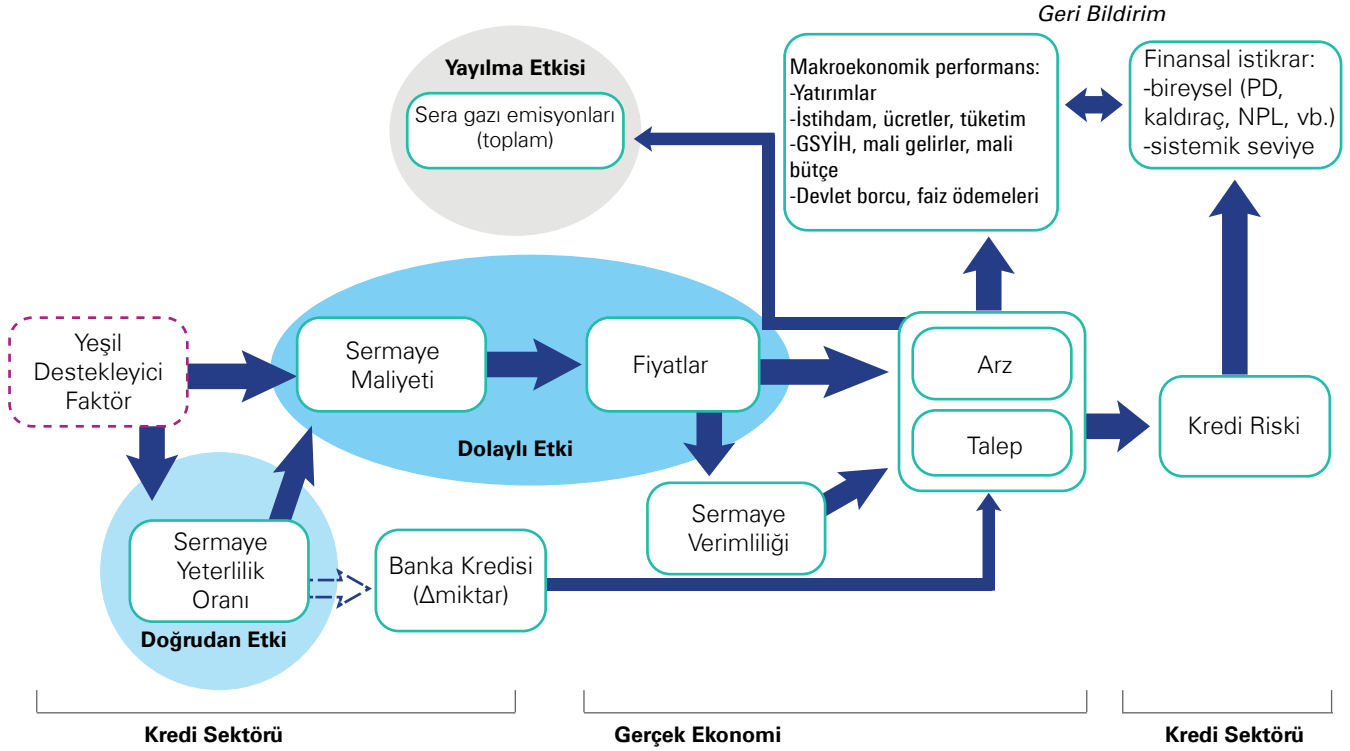 Geri Bildirim
Yayılma Etkisi
Sera gazı emisyonları
(toplam)
Makroekonomik performans:
-Yatırımlar
-İstihdam, ücretler, tüketim
-GSYİH, mali gelirler, mali
bütçe
-Devlet borcu, faiz ödemeleri
Finansal istikrar:
-bireysel (PD,
kaldıraç, NPL, vb.)
-sistemik seviye
Yeşil
Destekleyici
Faktör
Sermaye
Maliyeti
Fiyatlar
Dolaylı Etki
Arz
Talep
Kredi Riski
Sermaye
Verimliliği
Sermaye
Yeterlilik
Oranı
Doğrudan Etki
Banka Kredisi
(Δmiktar)
Kredi Sektörü
Gerçek Ekonomi
Kredi Sektörü